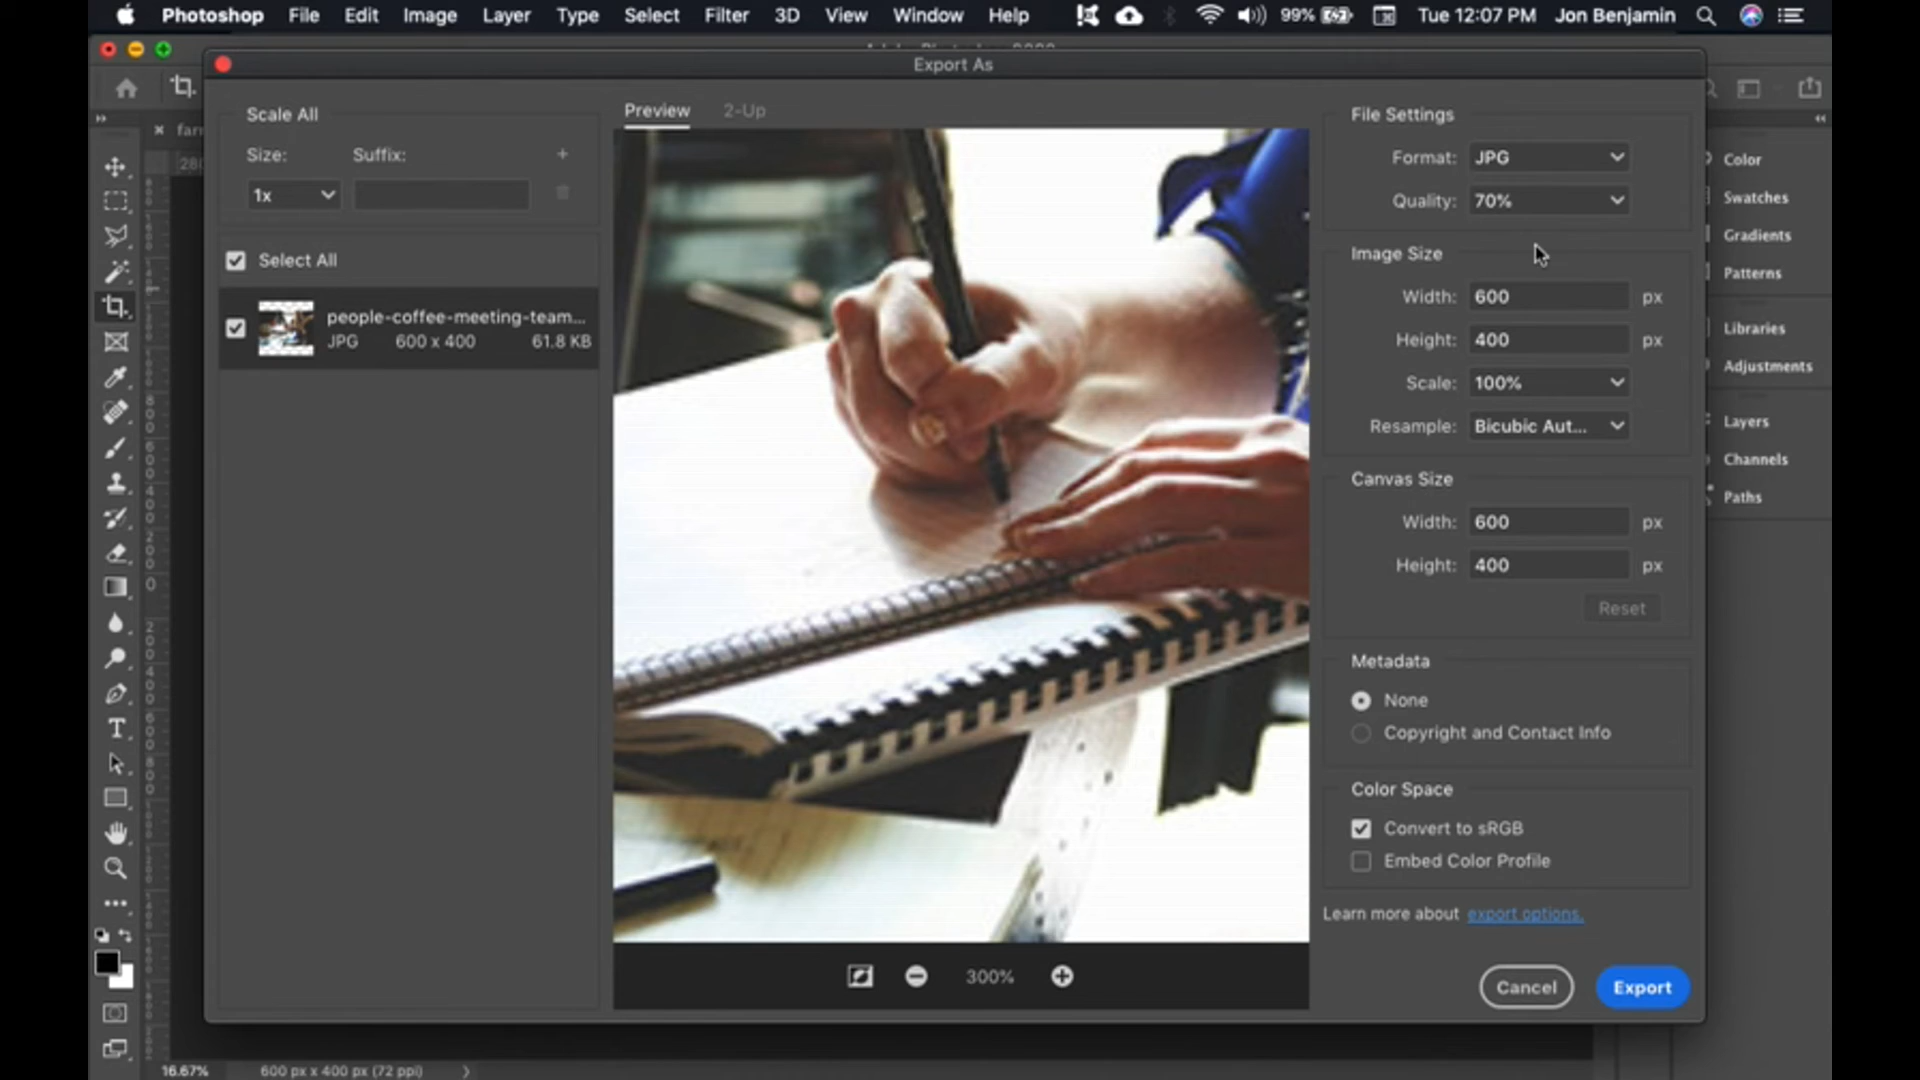 Photoshop File Edit Image Layer Type Select Filter 3D View Window Help 99% Tue 12:07 PM Jon Benjamin
Export As
Scale All
Size: Suffix: +
1x
Select All
people-coffee-meeting-team...
JPG 600 x 400 61.8 KB
Preview 2-Up
300%
File Settings
Format: JPG
Quality: 70%
Image Size
Width: 600 px
Height: 400 px
Scale: 100%
Resample: Bicubic Aut...
Canvas Size
Width: 600 px
Height: 400 px
Reset
Metadata
None
Copyright and Contact Info
Color Space
Convert to sRGB
Embed Color Profile
Learn more about export options.
Cancel Export
Color
Swatches
Gradients
Patterns
Libraries
Adjustments
Layers
Channels
Paths
16.67% 600 px x 400 px (72 ppi)